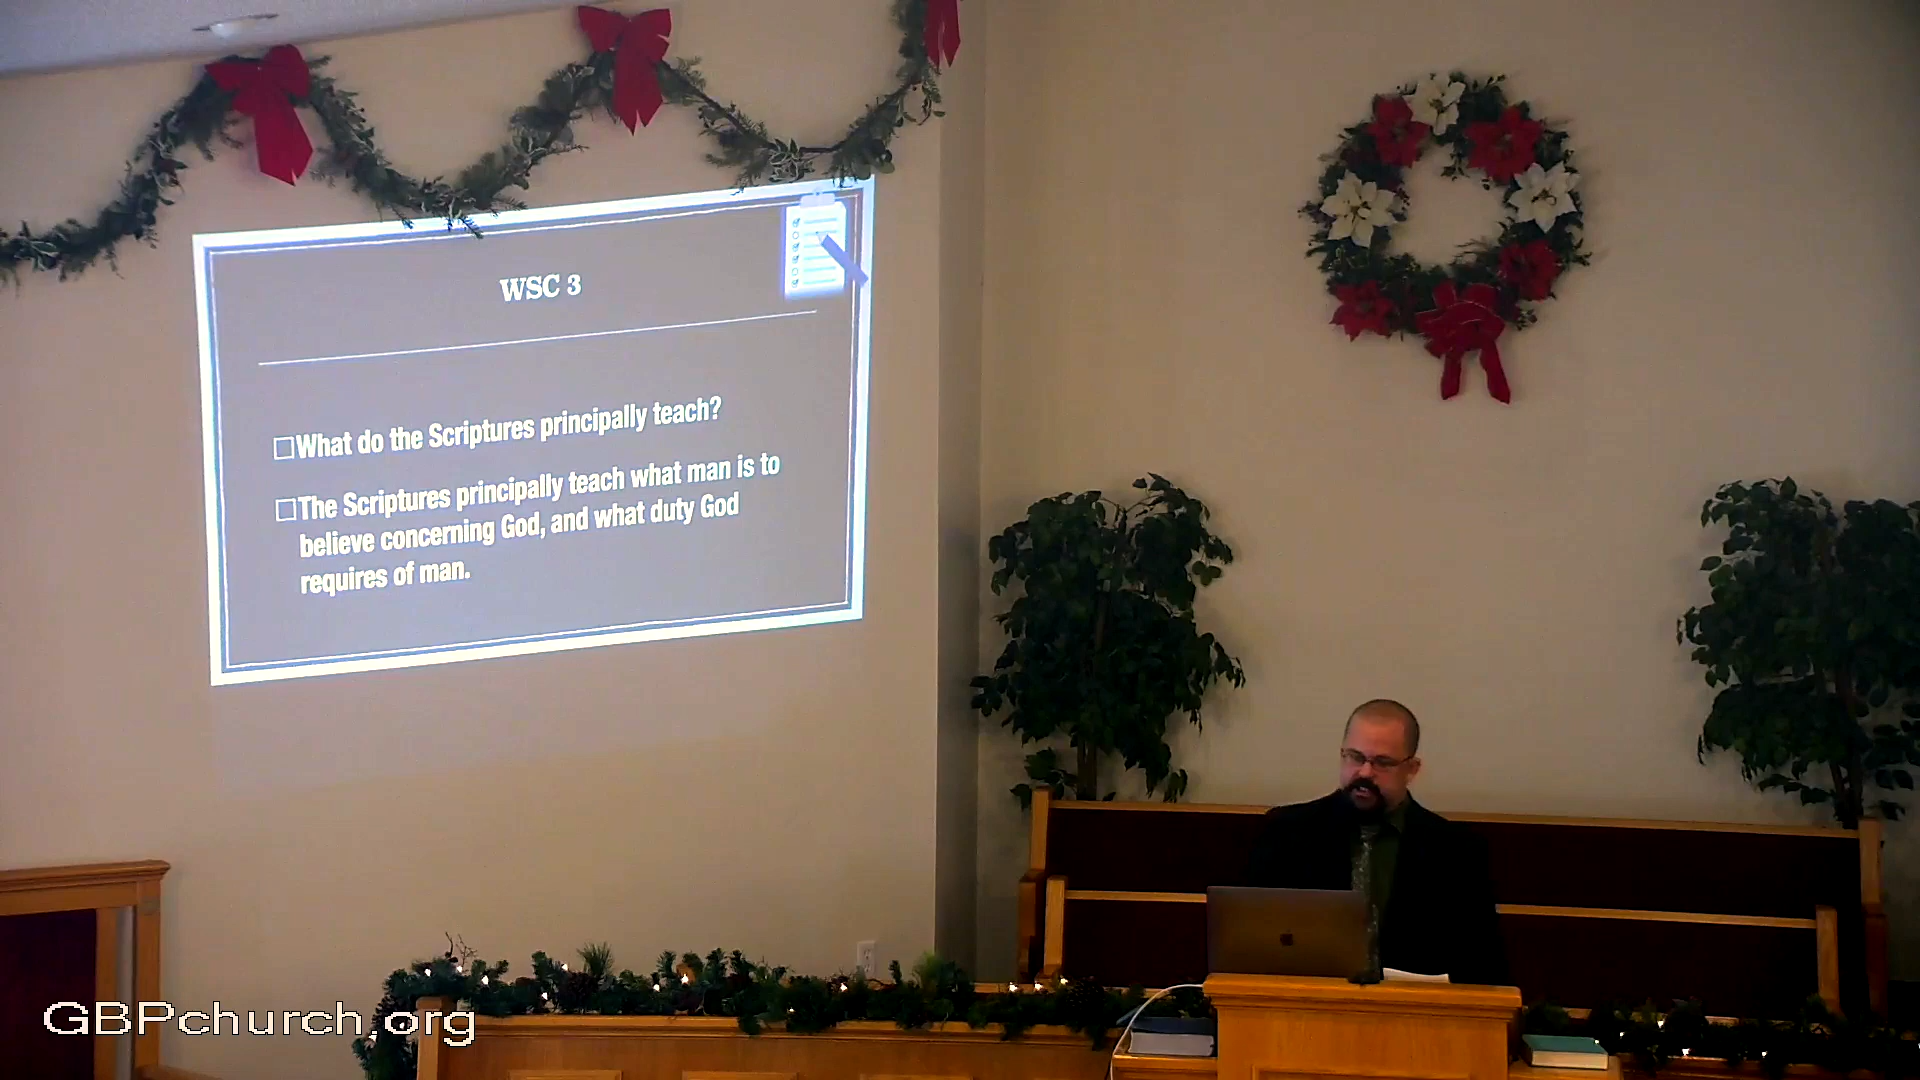 WSC 3
What do the Scriptures principally teach?
The Scriptures principally teach what man is to
believe concerning God, and what duty God
requires of man.
GBPchurch.org